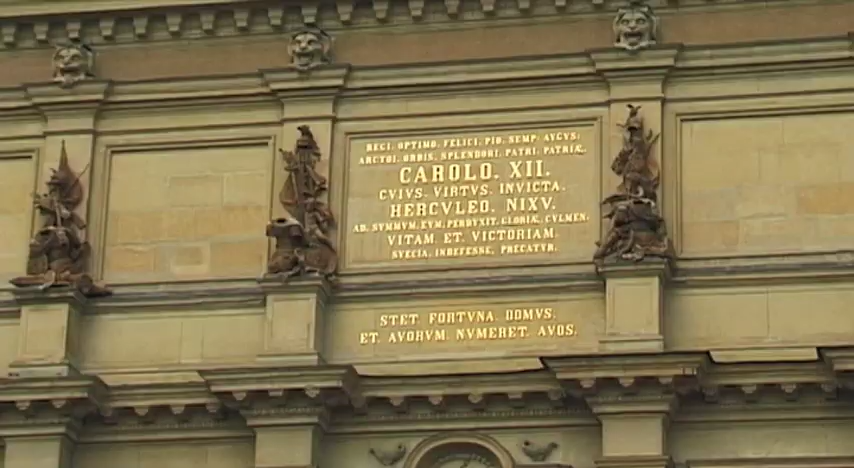 REGI. OPTIMO. FELICI. PIO. SEMP. AUGUS:
ARCTOI. ORBIS. SPLENDORI. PATRI. PATRIÆ.
CAROLO. XII.
CVIVS. VIRTVS. INVICTA.
HERCVLEO. NIXV.
AD. SVMMVM. EVM. PERDVXIT. GLORIÆ. CVLMEN.
VITAM. ET. VICTORIAM.
SVECIA. INDEFESSE. PRECATVR.
STET. FORTVNA. DOMVS.
ET. AVORVM. NVMERET. AVOS.